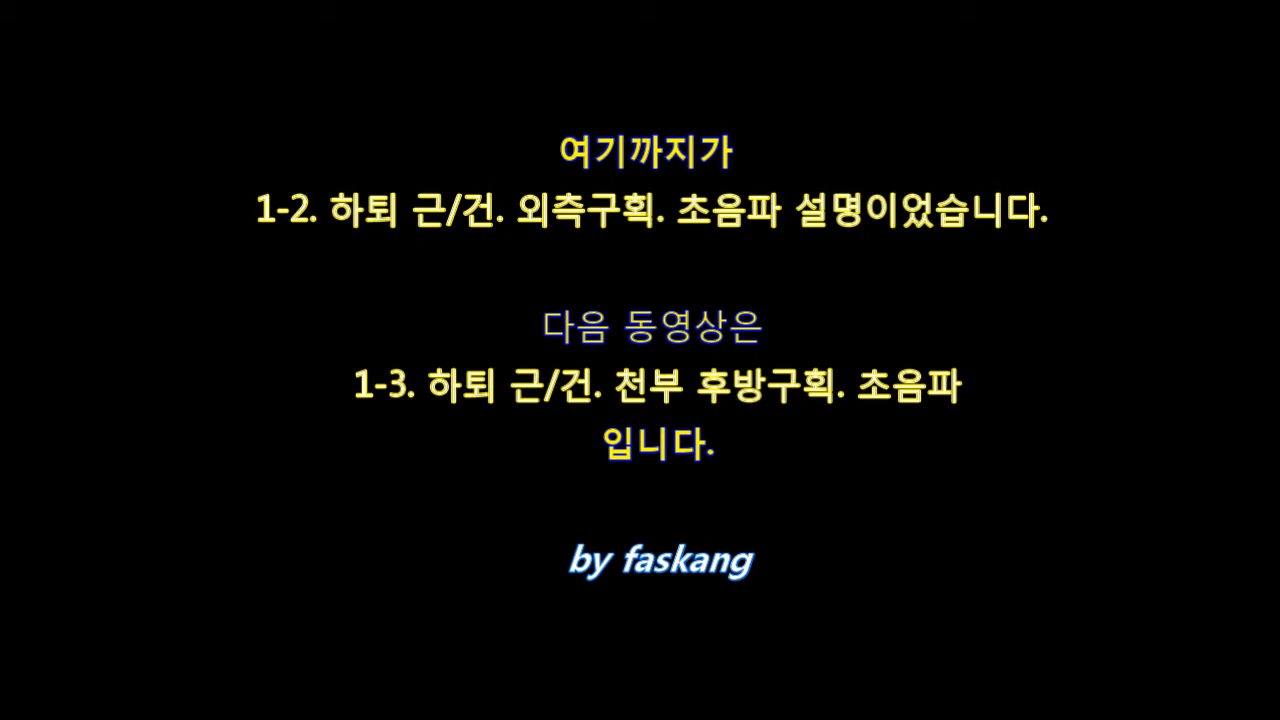 여기까지가
1-2. 하퇴 근/건. 외측구획. 초음파 설명이었습니다.
다음 동영상은
1-3. 하퇴 근/건. 천부 후방구획. 초음파
입니다.
by faskang